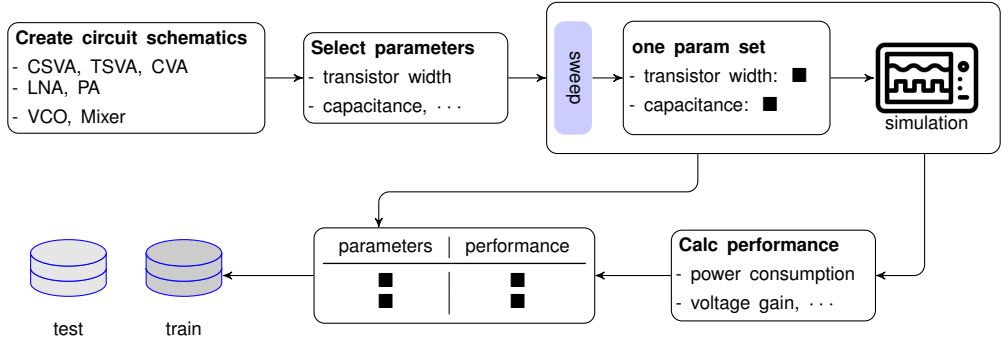 Create circuit schematics
- CSVA, TSVA, CVA
- LNA, PA
- VCO, Mixer
Select parameters
- transistor width
- capacitance, · · ·
sweep
one param set
- transistor width: ■
- capacitance: ■
simulation
parameters performance
■ ■
■ ■
Calc performance
- power consumption
- voltage gain, · · ·
test
train